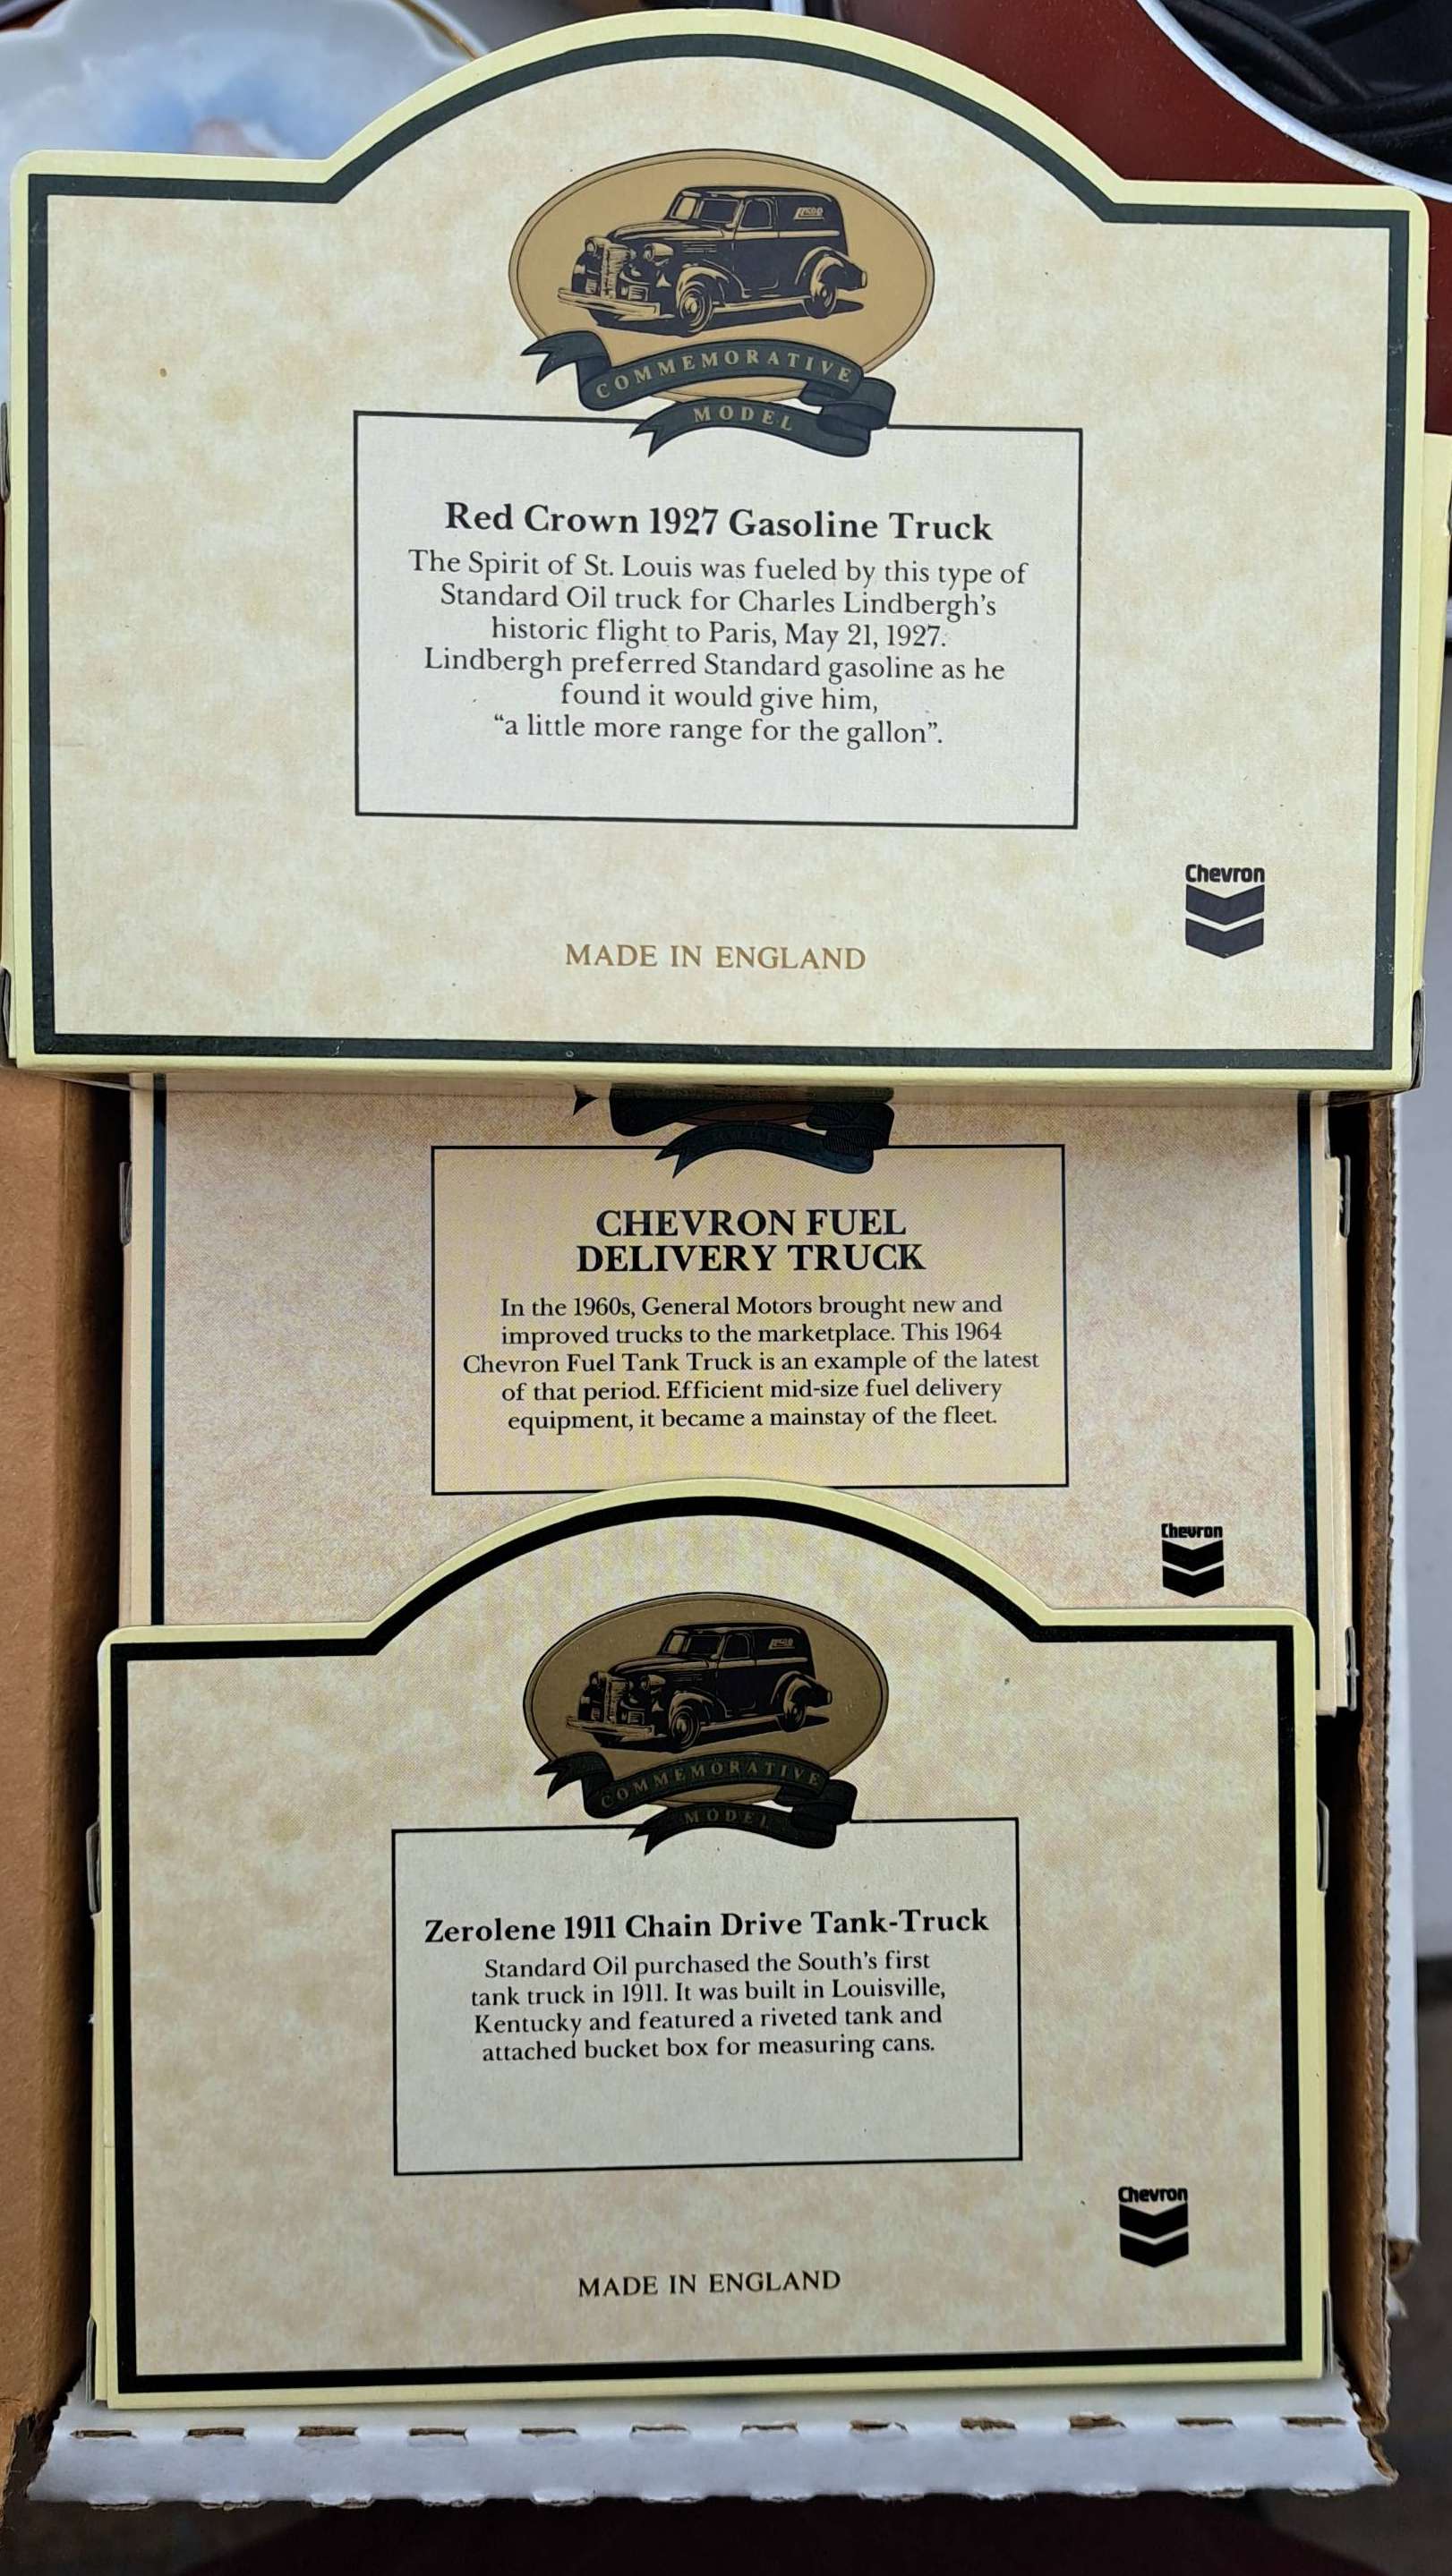 COMMEMORATIVE
MODEL
Red Crown 1927 Gasoline Truck
The Spirit of St. Louis was fueled by this type of
Standard Oil truck for Charles Lindbergh's
historic flight to Paris, May 21, 1927.
Lindbergh preferred Standard gasoline as he
found it would give him,
“a little more range for the gallon”.
Chevron
MADE IN ENGLAND
CHEVRON FUEL
DELIVERY TRUCK
In the 1960s, General Motors brought new and
improved trucks to the marketplace. This 1964
Chevron Fuel Tank Truck is an example of the latest
of that period. Efficient mid-size fuel delivery
equipment, it became a mainstay of the fleet.
Chevron
COMMEMORATIVE
MODEL
Zerolene 1911 Chain Drive Tank-Truck
Standard Oil purchased the South's first
tank truck in 1911. It was built in Louisville,
Kentucky and featured a riveted tank and
attached bucket box for measuring cans.
Chevron
MADE IN ENGLAND